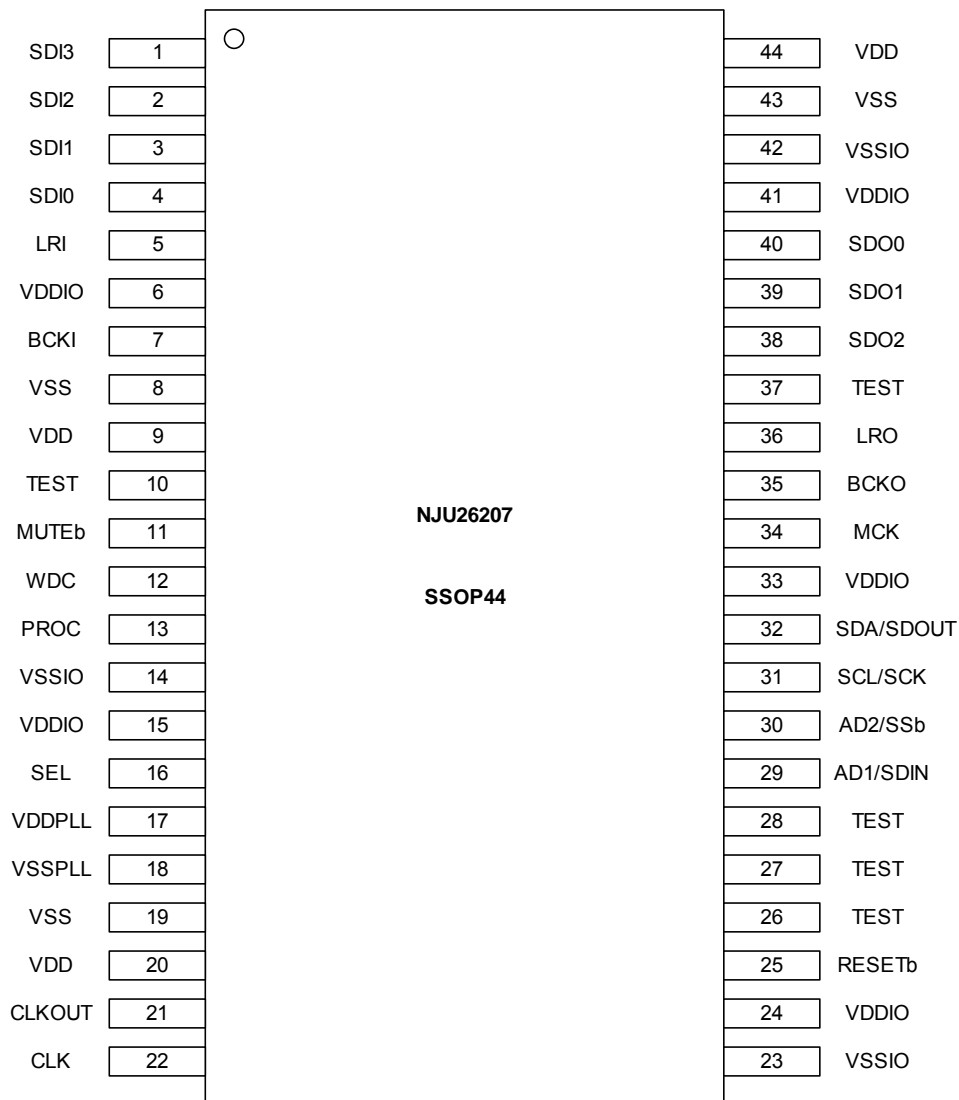 SDI3 1 44 VDD
SDI2 2 43 VSS
SDI1 3 42 VSSIO
SDI0 4 41 VDDIO
LRI 5 40 SDO0
VDDIO 6 39 SDO1
BCKI 7 38 SDO2
VSS 8 37 TEST
VDD 9 36 LRO
TEST 10 35 BCKO
NJU26207
MUTEb 11 34 MCK
WDC 12 33 VDDIO
SSOP44
PROC 13 32 SDA/SDOUT
VSSIO 14 31 SCL/SCK
VDDIO 15 30 AD2/SSb
SEL 16 29 AD1/SDIN
VDDPLL 17 28 TEST
VSSPLL 18 27 TEST
VSS 19 26 TEST
VDD 20 25 RESETb
CLKOUT 21 24 VDDIO
CLK 22 23 VSSIO